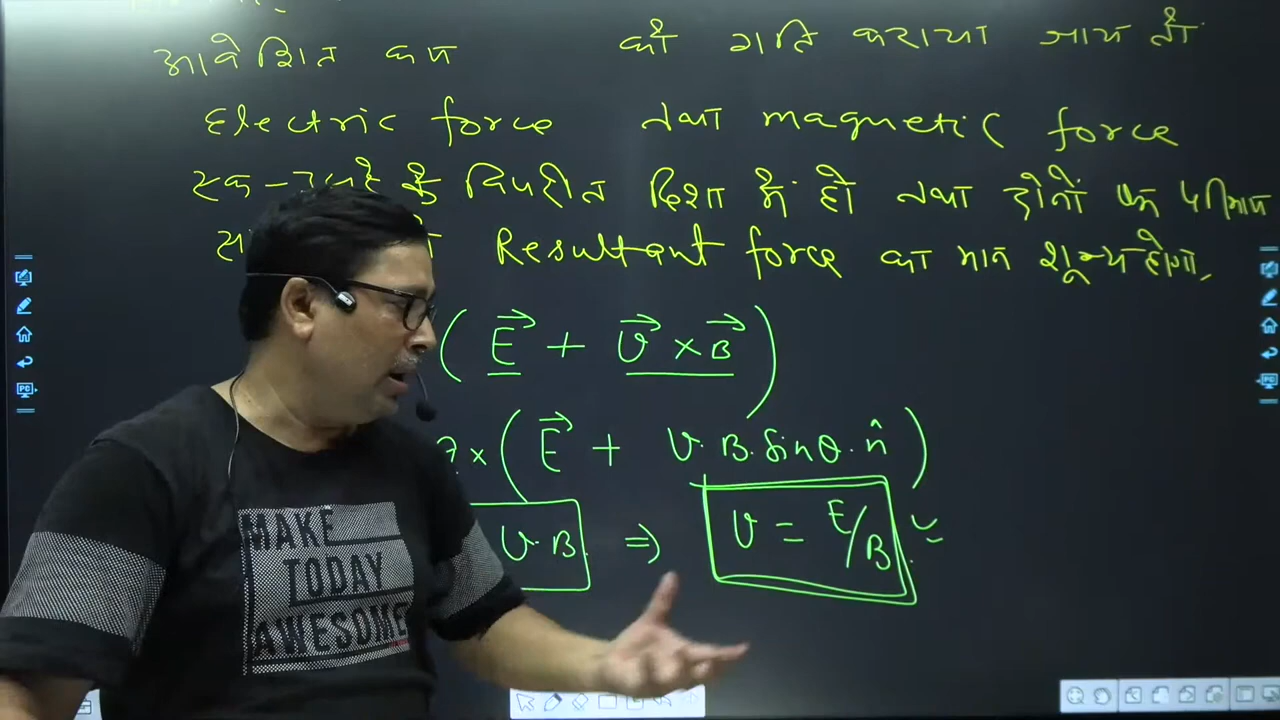 आवेशित कण को गति कराया जाय तो
Electric force तथा magnetic force
एक-दूसरे के विपरीत दिशा में हो तथा दोनों का परिमाण
Resultant force का मान शून्य होगा,
( E⃗ + v⃗ × B⃗ )
× ( E⃗ + v. B. sinθ. n̂ )
v. B. ⇒ v = E/B
MAKE
TODAY
AWESOME